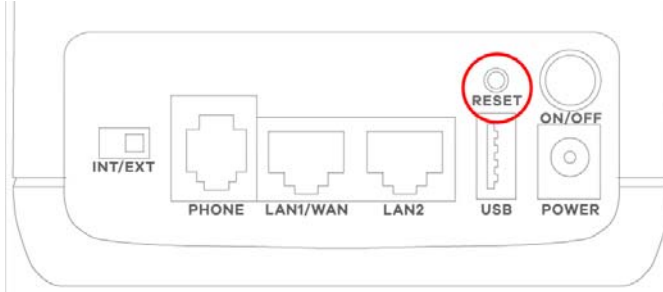 RESET
ON/OFF
INT/EXT
PHONE LAN1/WAN LAN2 USB POWER